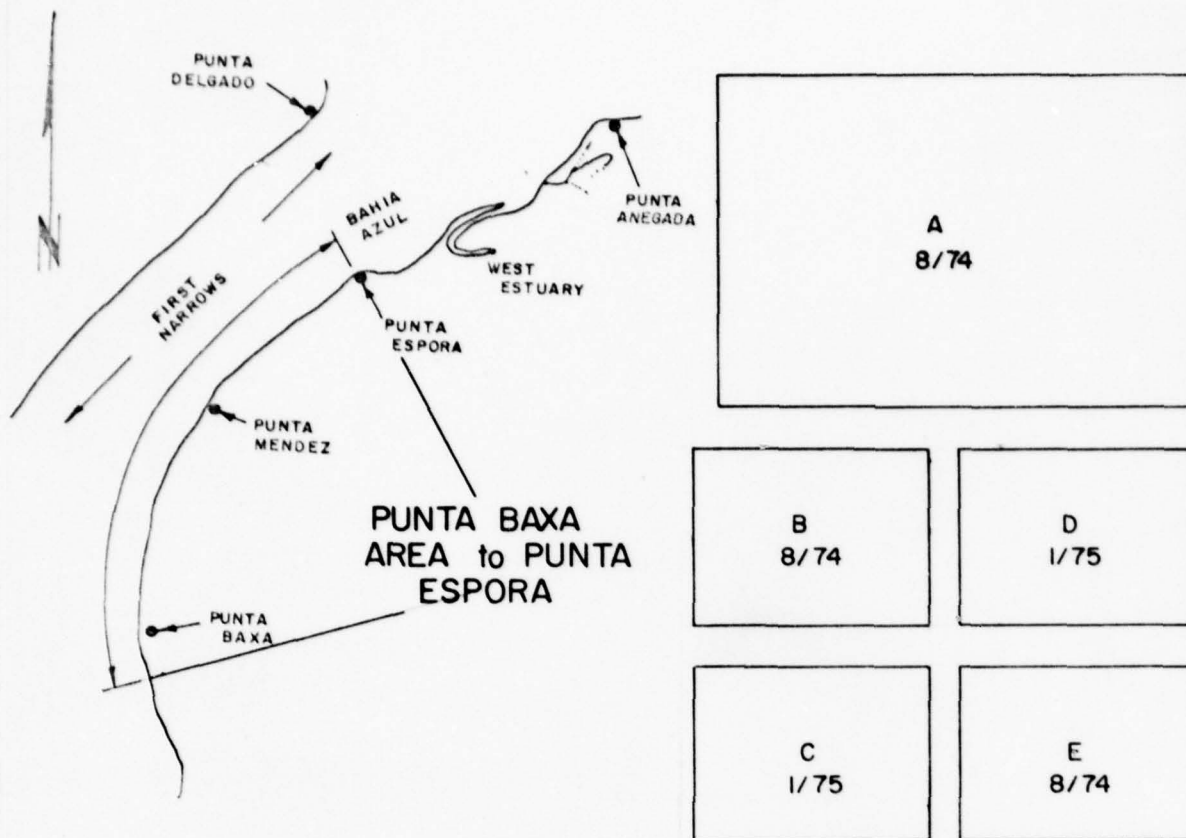 PUNTA
DELGADO
PUNTA
ANEGADA
BAHIA
AZUL
WEST
ESTUARY
FIRST
NARROWS
PUNTA
ESPORA
PUNTA
MENDEZ
PUNTA BAXA
AREA to PUNTA
ESPORA
PUNTA
BAXA
N
A
8/74
B
8/74
D
1/75
C
1/75
E
8/74